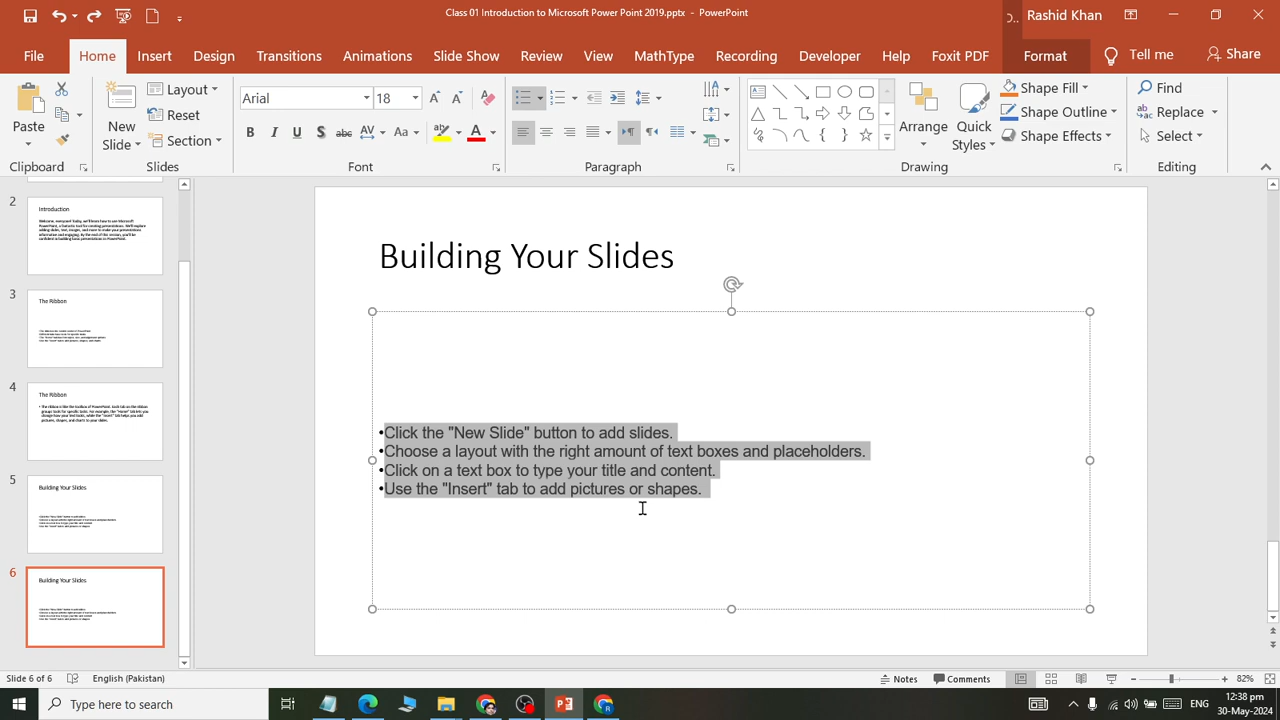 Class 01 Introduction to Microsoft Power Point 2019.pptx - PowerPoint
D..
Rashid Khan
File Home Insert Design Transitions Animations Slide Show Review View MathType Recording Developer Help Foxit PDF Format Tell me Share
Paste
New Slide
Layout
Reset
Section
Arial 18
Arrange
Quick Styles
Shape Fill
Shape Outline
Shape Effects
Find
Replace
Select
Clipboard Slides Font Paragraph Drawing Editing
2
Introduction
3
The Ribbon
4
The Ribbon
5
Building Your Slides
6
Building Your Slides
Building Your Slides
•Click the "New Slide" button to add slides.
•Choose a layout with the right amount of text boxes and placeholders.
•Click on a text box to type your title and content.
•Use the "Insert" tab to add pictures or shapes.
Slide 6 of 6 English (Pakistan) Notes Comments 82%
Type here to search
ENG
12:38 pm
30-May-2024